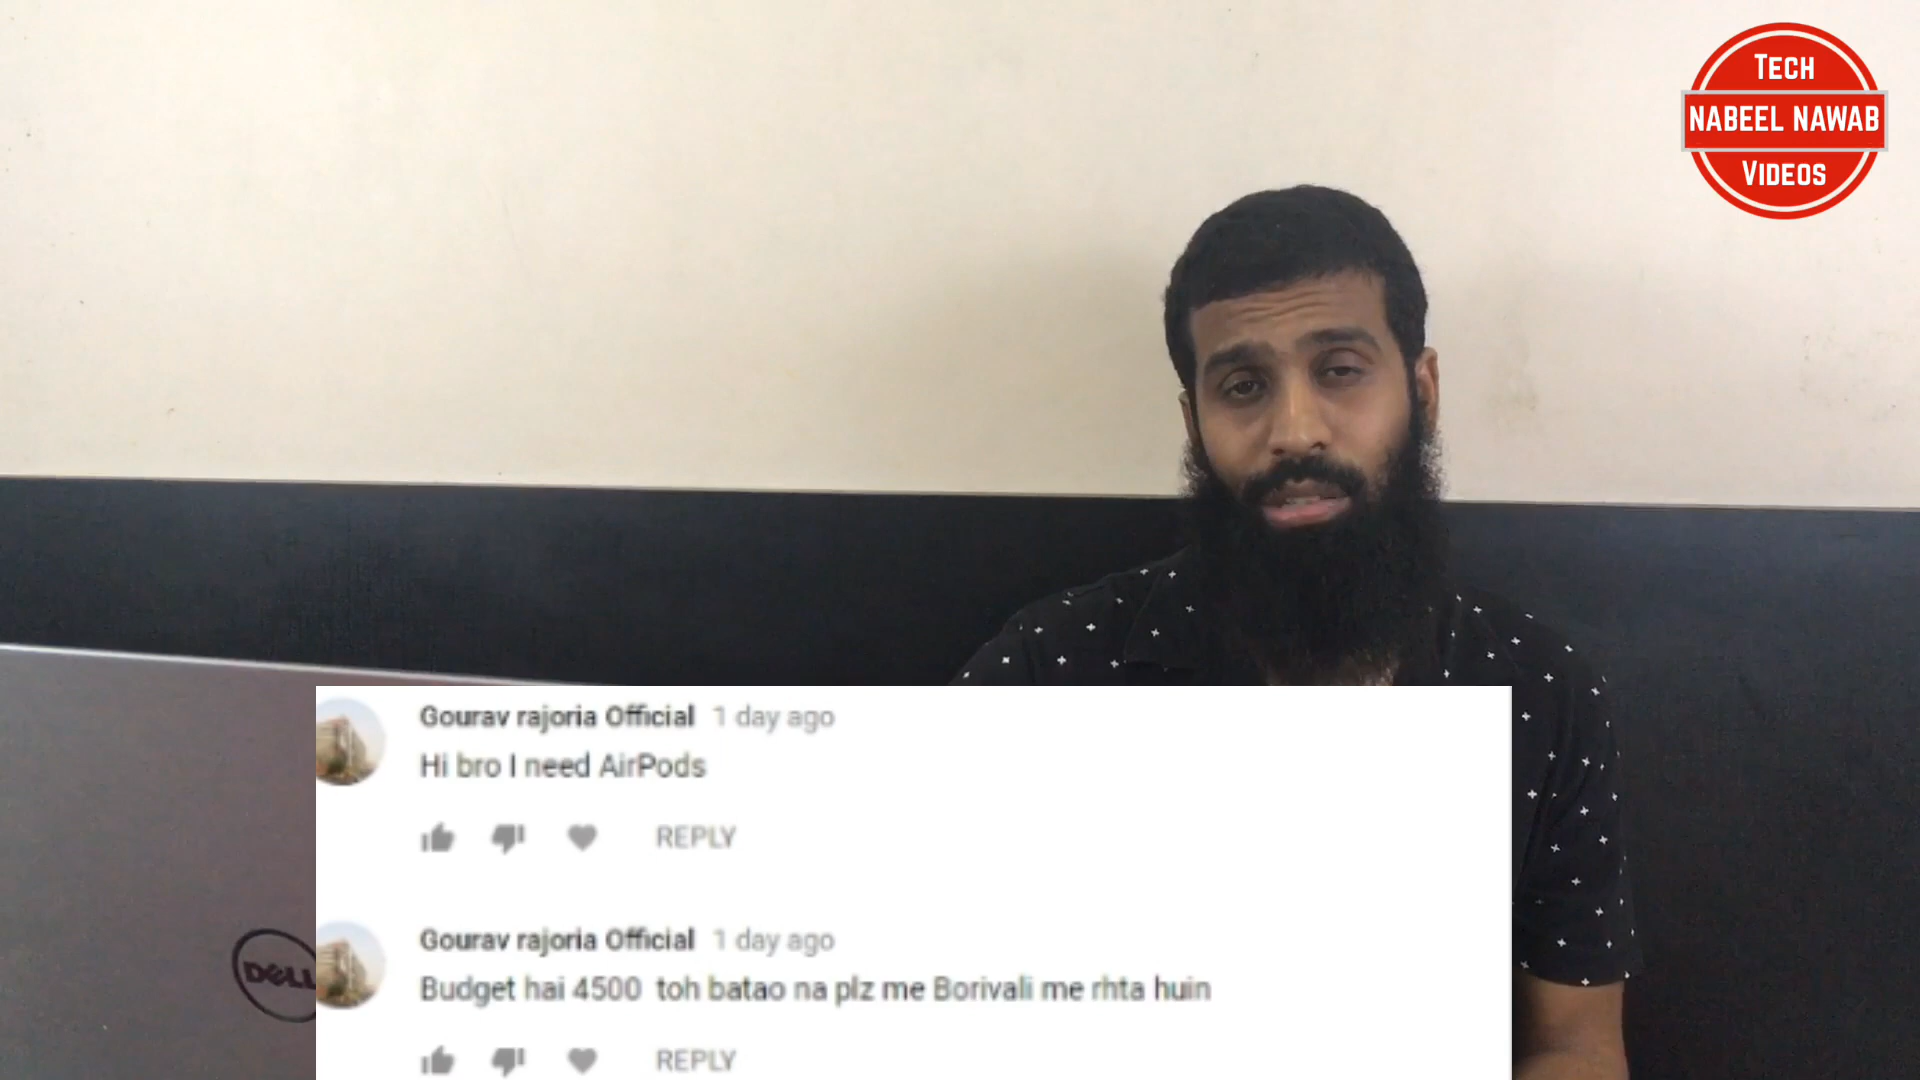 TECH
NABEEL NAWAB
VIDEOS
Gourav rajoria Official 1 day ago
Hi bro I need AirPods
REPLY
Gourav rajoria Official 1 day ago
Budget hai 4500 toh batao na plz me Borivali me rhta huin
REPLY
DELL